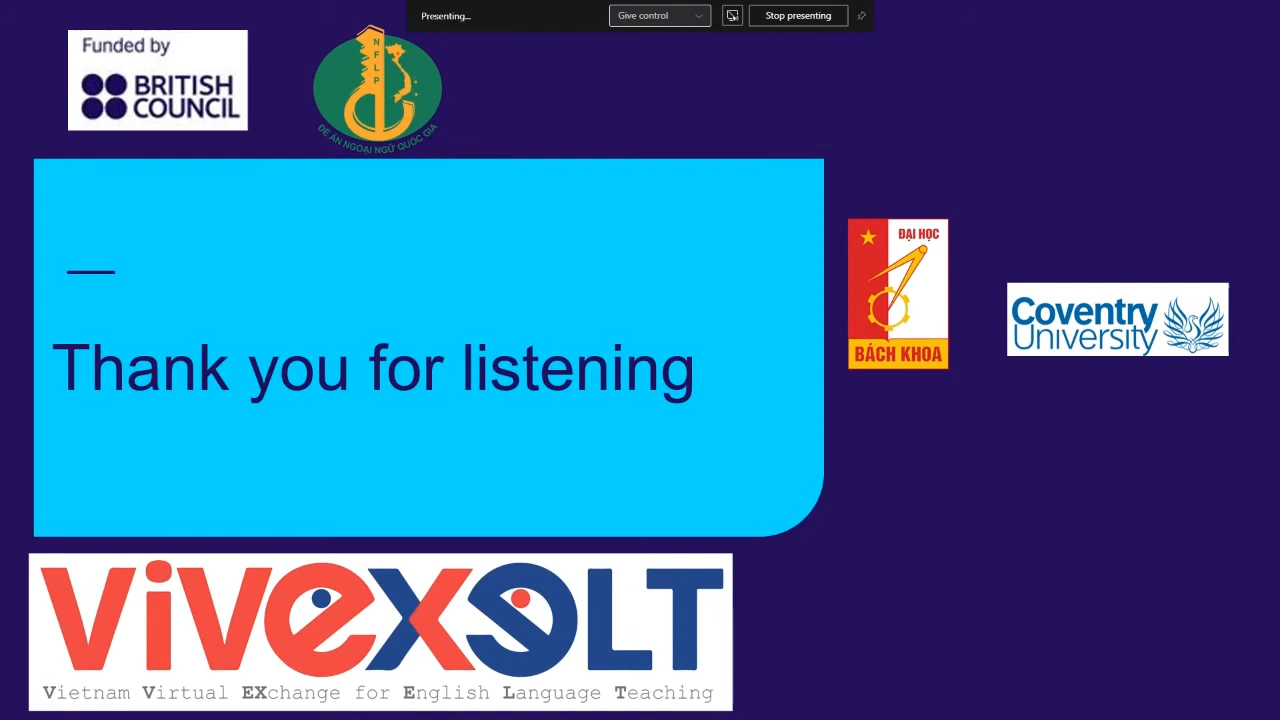 Presenting...
Give control
Stop presenting
Funded by
BRITISH
COUNCIL
NFLP
ĐỀ ÁN NGOẠI NGỮ QUỐC GIA
Thank you for listening
ĐẠI HỌC
BÁCH KHOA
Coventry
University
ViVexELT
Vietnam Virtual EXchange for English Language Teaching